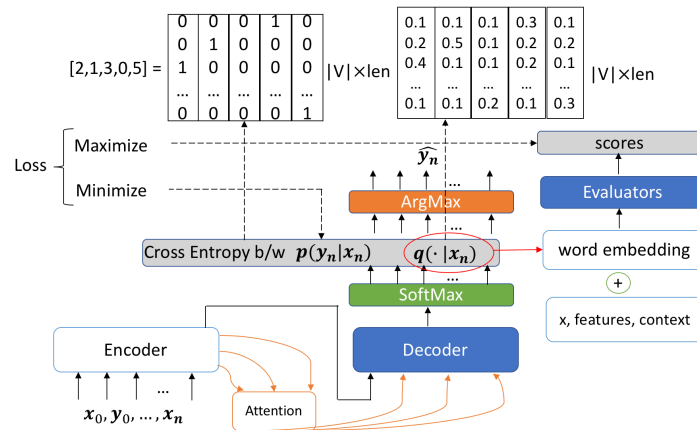 0 0 0 1 0
0 1 0 0 0
1 0 0 0 0
... ... ... ... ...
0 0 0 0 1
[2,1,3,0,5] =
|V|×len
0.1 0.1 0.1 0.3 0.1
0.2 0.5 0.1 0.2 0.2
0.4 0.1 0.1 0.2 0.1
... ... ... ... ...
0.1 0.1 0.2 0.1 0.3
|V|×len
Loss
Maximize
Minimize
scores
Evaluators
word embedding
+
x, features, context
ŷₙ
...
ArgMax
...
Cross Entropy b/w p(yₙ|xₙ) q(· |xₙ)
...
SoftMax
Decoder
Encoder
...
x₀, y₀, ..., xₙ
Attention